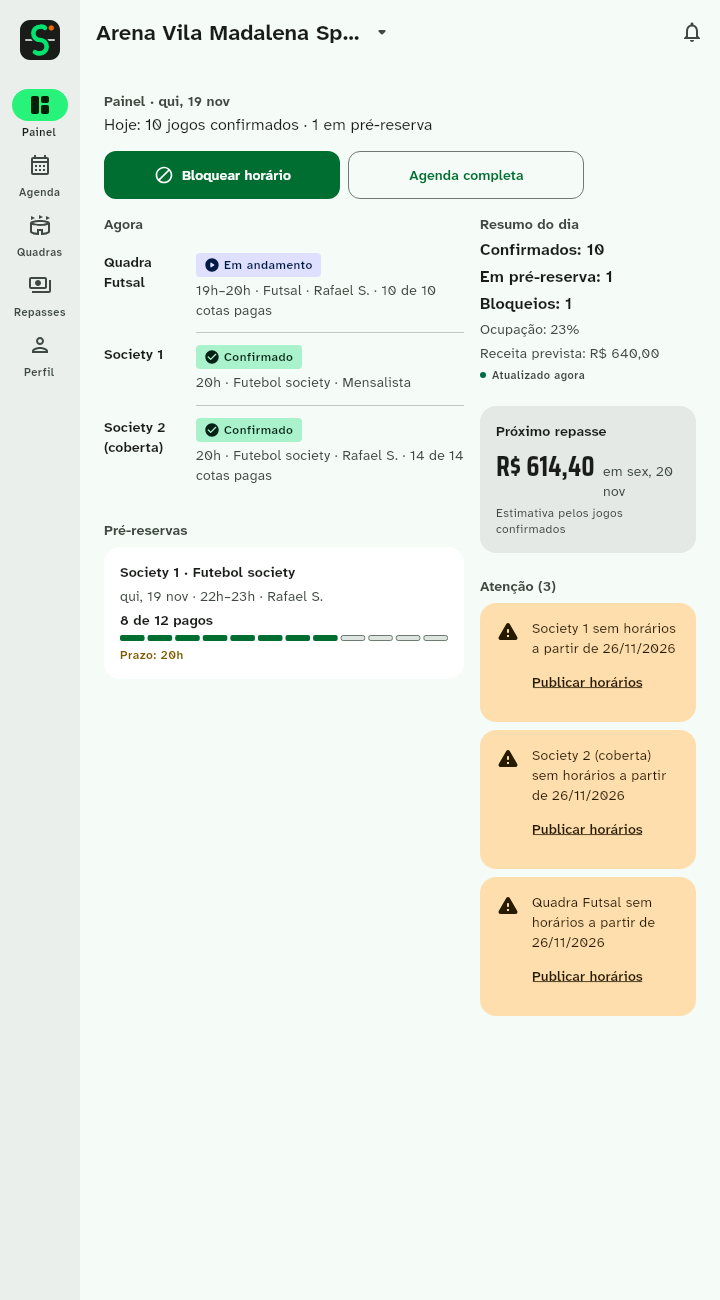 Arena Vila Madalena Sp...
Painel
Agenda
Quadras
Repasses
Perfil
Painel · qui, 19 nov
Hoje: 10 jogos confirmados · 1 em pré-reserva
Bloquear horário
Agenda completa
Agora
Quadra
Futsal
Em andamento
19h–20h · Futsal · Rafael S. · 10 de 10
cotas pagas
Society 1
Confirmado
20h · Futebol society · Mensalista
Society 2
(coberta)
Confirmado
20h · Futebol society · Rafael S. · 14 de 14
cotas pagas
Pré-reservas
Society 1 · Futebol society
qui, 19 nov · 22h–23h · Rafael S.
8 de 12 pagos
Prazo: 20h
Resumo do dia
Confirmados: 10
Em pré-reserva: 1
Bloqueios: 1
Ocupação: 23%
Receita prevista: R$ 640,00
Atualizado agora
Próximo repasse
R$ 614,40 em sex, 20
nov
Estimativa pelos jogos
confirmados
Atenção (3)
Society 1 sem horários
a partir de 26/11/2026
Publicar horários
Society 2 (coberta)
sem horários a partir
de 26/11/2026
Publicar horários
Quadra Futsal sem
horários a partir de
26/11/2026
Publicar horários